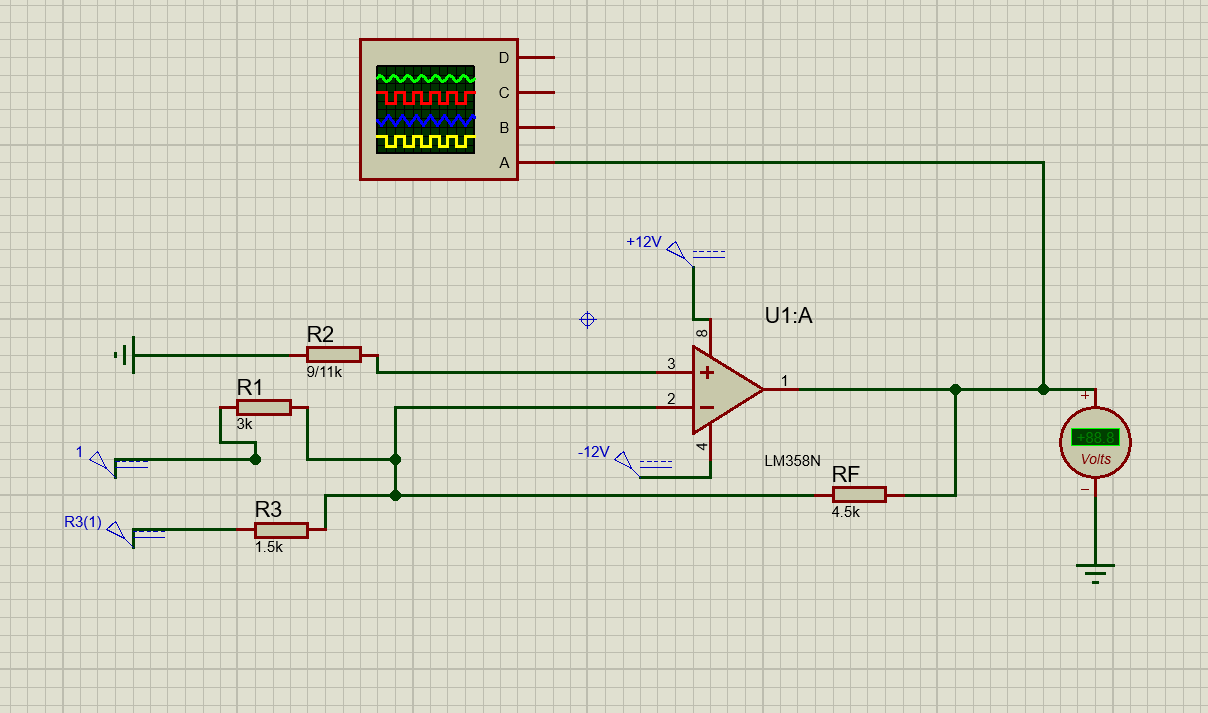 D
C
B
A
+12V
U1:A
8
R2
9/11k
3
1
2
R1
3k
4
1
-12V
LM358N
RF
4.5k
R3(1)
R3
1.5k
+
+88.8
Volts
−